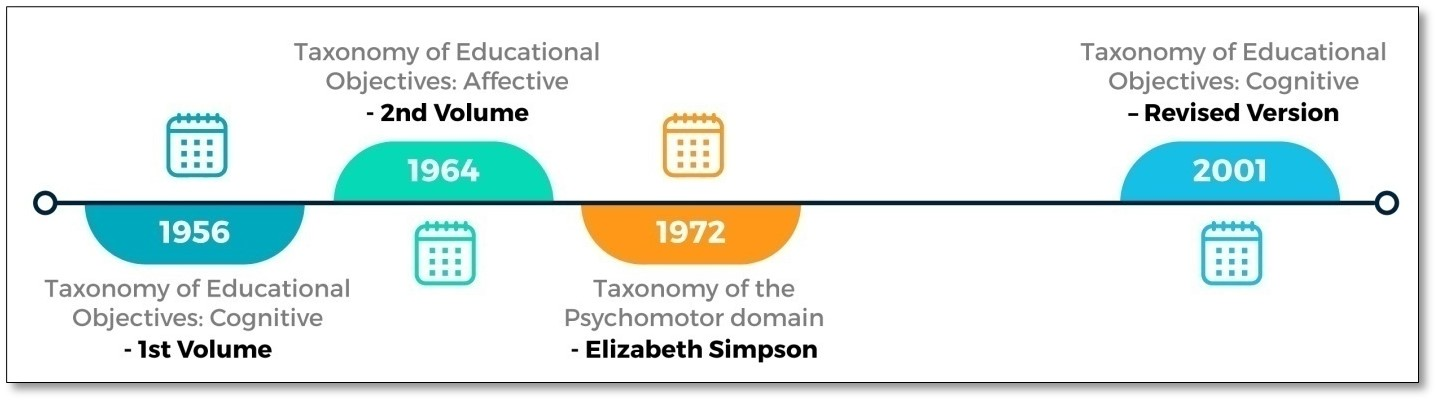 1956
Taxonomy of Educational
Objectives: Cognitive
- 1st Volume
Taxonomy of Educational
Objectives: Affective
- 2nd Volume
1964
1972
Taxonomy of the
Psychomotor domain
- Elizabeth Simpson
Taxonomy of Educational
Objectives: Cognitive
– Revised Version
2001